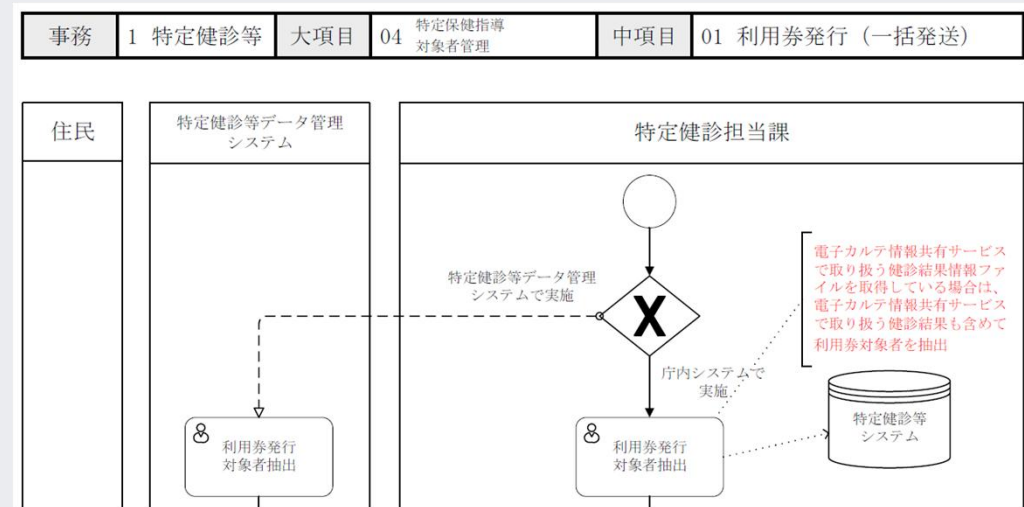 事務
1 特定健診等
大項目
04
特定保健指導
対象者管理
中項目
01 利用券発行（一括発送）
住民
特定健診等データ管理
システム
特定健診担当課
特定健診等データ管理
システムで実施
X
電子カルテ情報共有サービス
で取り扱う健診結果情報ファ
イルを取得している場合は、
電子カルテ情報共有サービス
で取り扱う健診結果も含めて
利用券対象者を抽出
庁内システムで
実施
特定健診等
システム
利用券発行
対象者抽出
利用券発行
対象者抽出